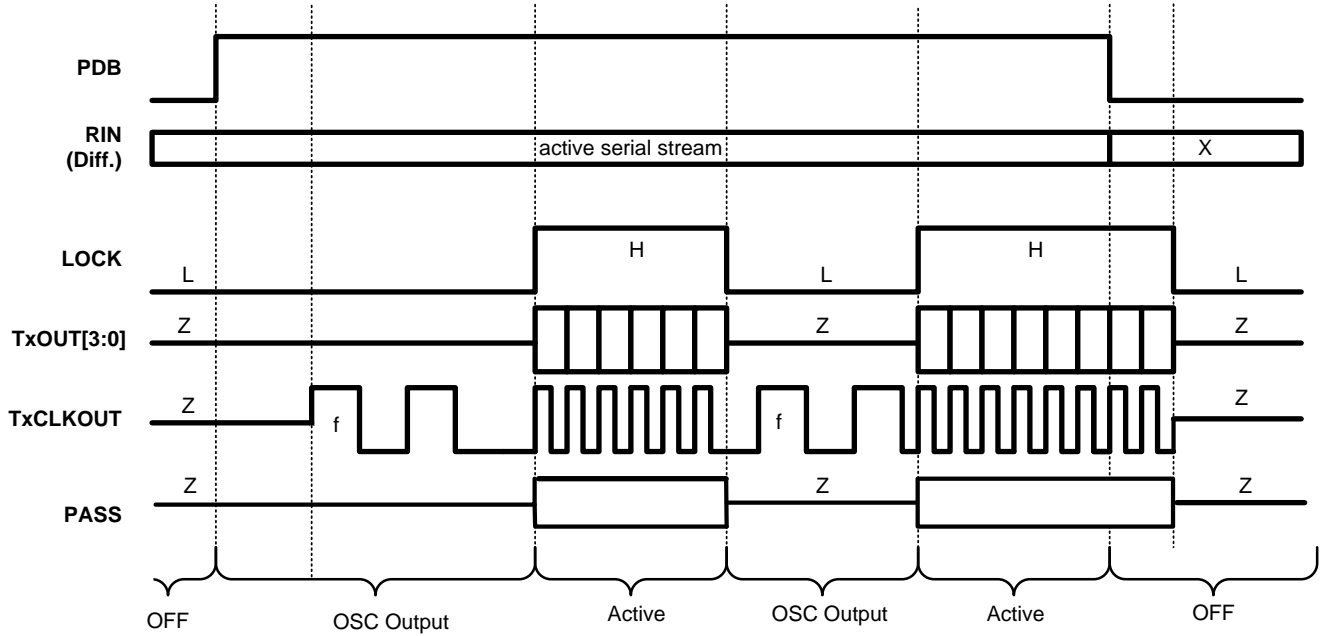 PDB
RIN
(Diff.)
active serial stream
X
LOCK
L
H
L
H
L
TxOUT[3:0]
Z
Z
Z
TxCLKOUT
Z
f
f
Z
PASS
Z
Z
Z
OFF
OSC Output
Active
OSC Output
Active
OFF